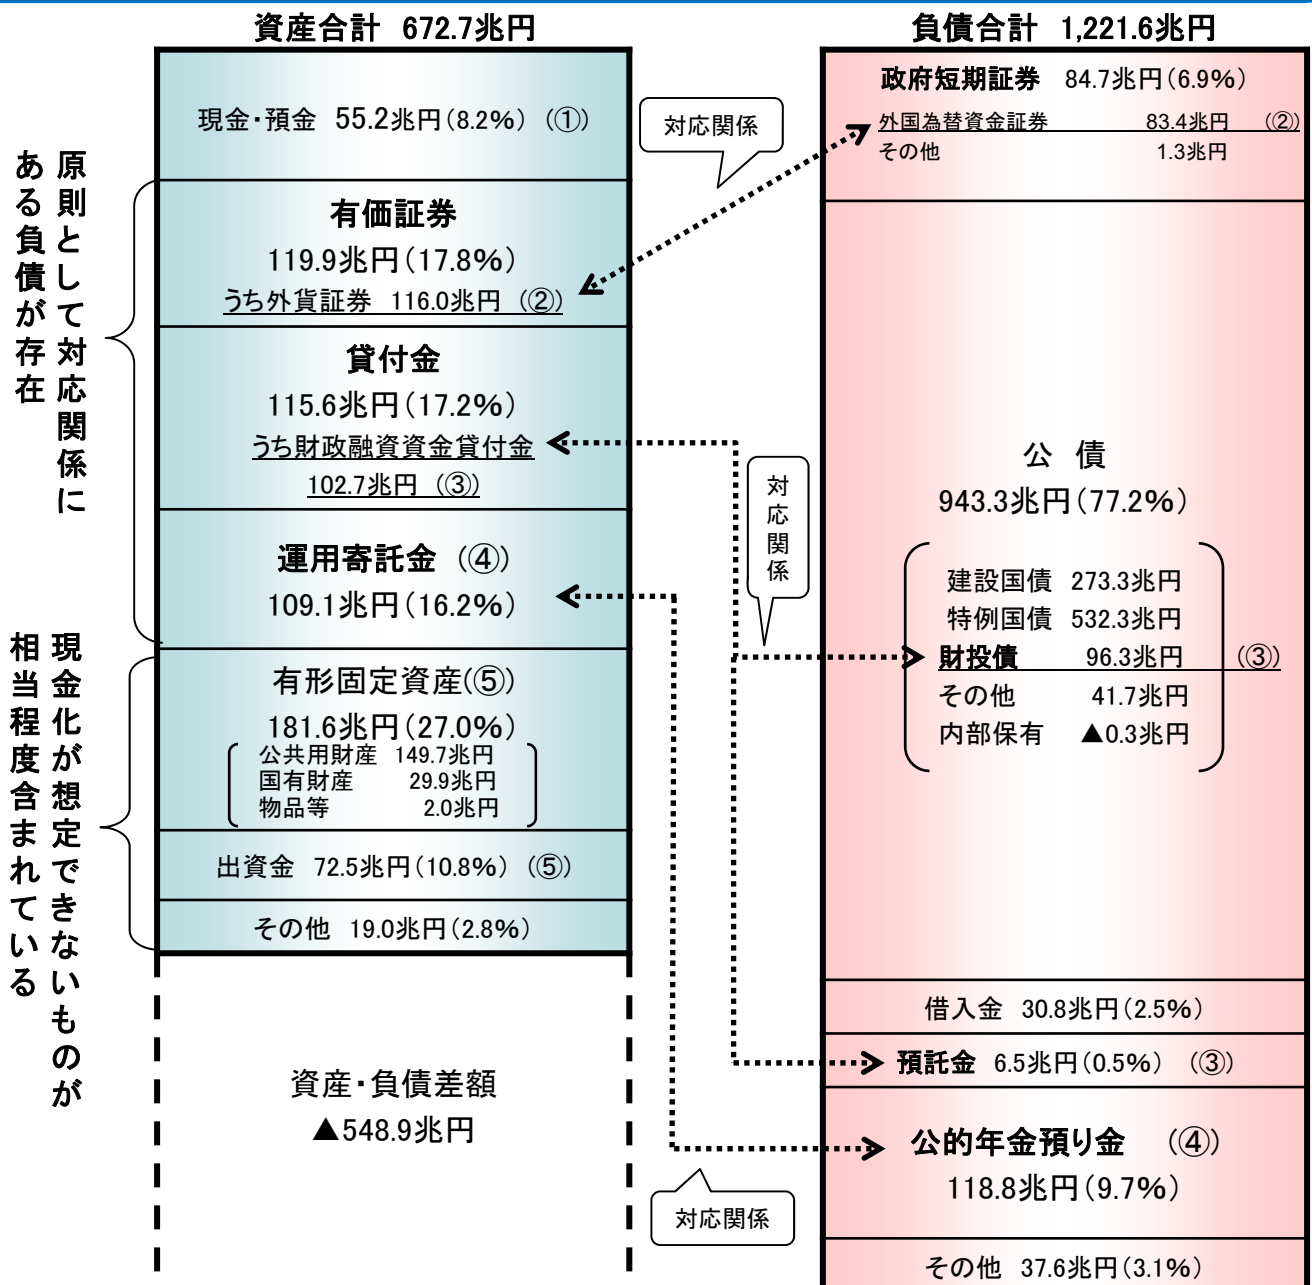 資産合計 672.7兆円
現金・預金 55.2兆円(8.2%) (①)
有価証券
119.9兆円(17.8%)
うち外貨証券 116.0兆円 (②)
貸付金
115.6兆円(17.2%)
うち財政融資資金貸付金
102.7兆円 (③)
運用寄託金 (④)
109.1兆円(16.2%)
有形固定資産(⑤)
181.6兆円(27.0%)
公共用財産 149.7兆円
国有財産 29.9兆円
物品等 2.0兆円
出資金 72.5兆円(10.8%) (⑤)
その他 19.0兆円(2.8%)
資産・負債差額
▲548.9兆円
原則として対応関係に
ある負債が存在
現金化が想定できないものが
相当程度含まれている
対応関係
対応関係
対応関係
負債合計 1,221.6兆円
政府短期証券 84.7兆円(6.9%)
外国為替資金証券 83.4兆円 (②)
その他 1.3兆円
公 債
943.3兆円(77.2%)
建設国債 273.3兆円
特例国債 532.3兆円
財投債 96.3兆円 (③)
その他 41.7兆円
内部保有 ▲0.3兆円
借入金 30.8兆円(2.5%)
預託金 6.5兆円(0.5%) (③)
公的年金預り金 (④)
118.8兆円(9.7%)
その他 37.6兆円(3.1%)